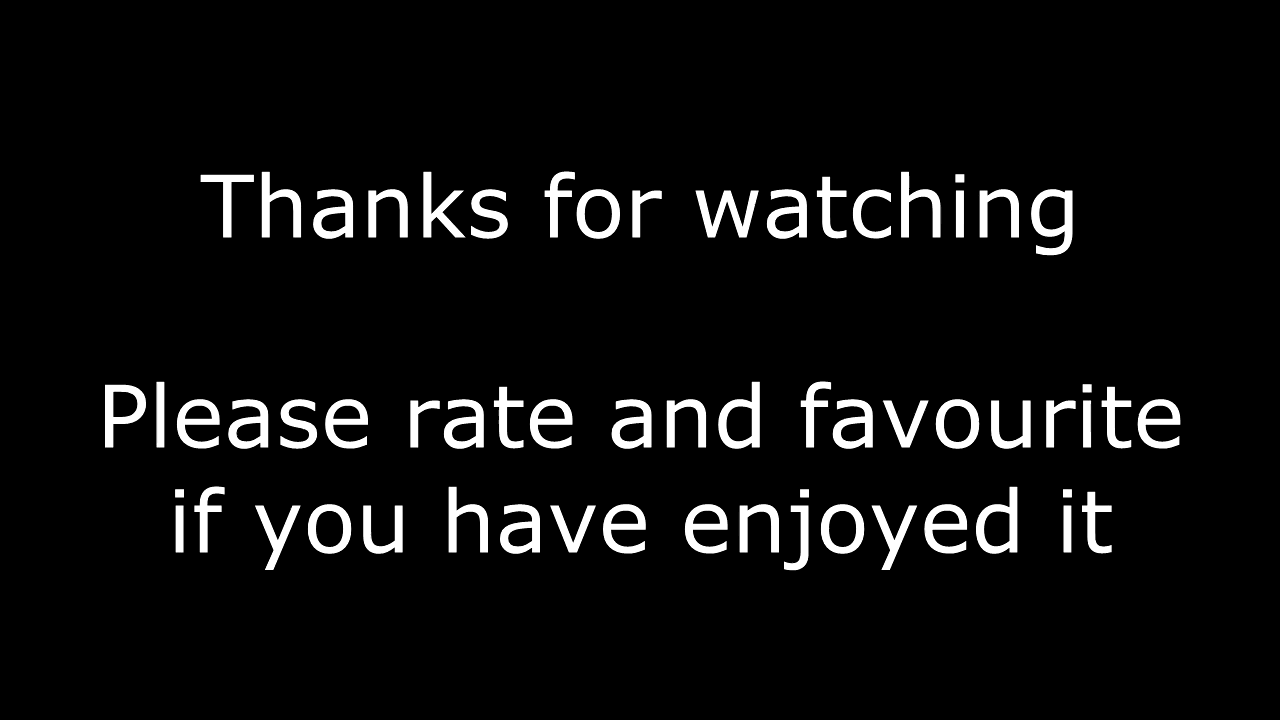 Thanks for watching
Please rate and favourite
if you have enjoyed it